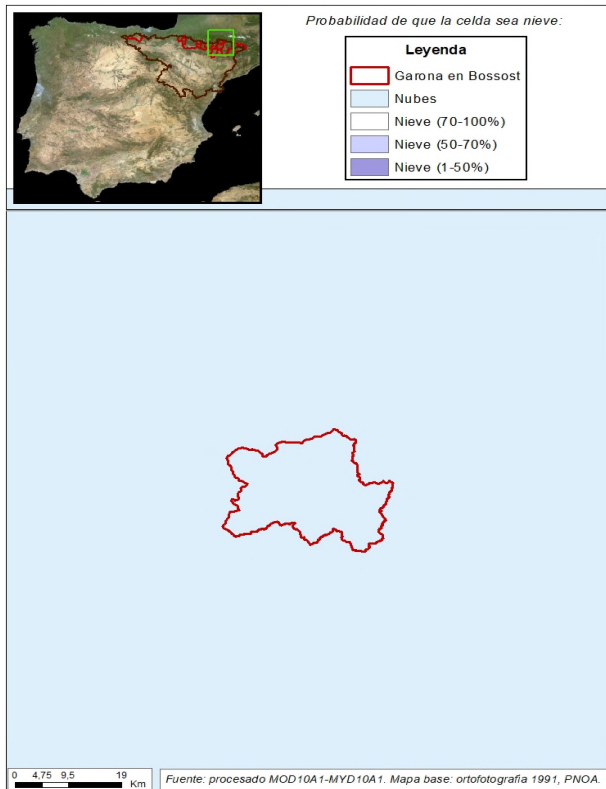 Probabilidad de que la celda sea nieve:
Leyenda
Garona en Bossost
Nubes
Nieve (70-100%)
Nieve (50-70%)
Nieve (1-50%)
0 4,75 9,5 19
Km
Fuente: procesado MOD10A1-MYD10A1. Mapa base: ortofotografia 1991, PNOA.